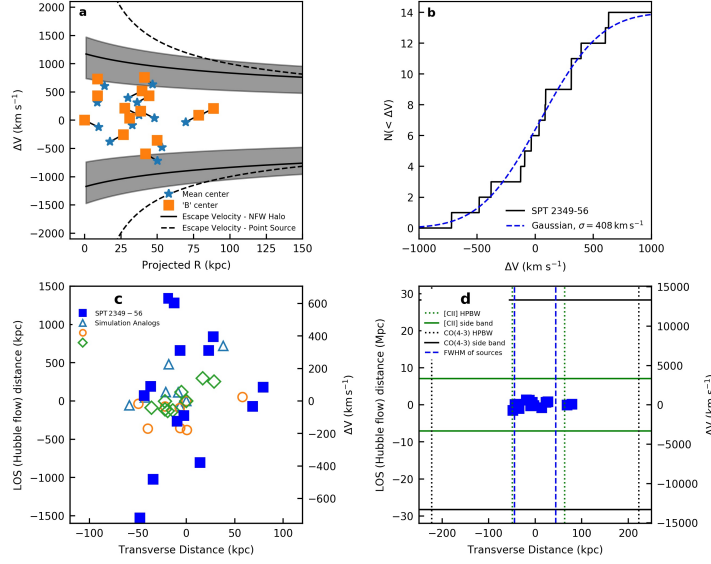 a
2000
1500
1000
500
0
−500
−1000
−1500
−2000
ΔV (km s⁻¹)
0
25
50
75
100
125
150
Projected R (kpc)
Mean center
'B' center
Escape Velocity - NFW Halo
Escape Velocity - Point Source
b
14
12
10
8
6
4
2
0
N(< ΔV)
−1000
−500
0
500
1000
ΔV (km s⁻¹)
SPT 2349-56
Gaussian, σ = 408 km s⁻¹
c
1500
1000
500
0
−500
−1000
−1500
LOS (Hubble flow) distance (kpc)
−100
−50
0
50
100
Transverse Distance (kpc)
600
400
200
0
−200
−400
−600
ΔV (km s⁻¹)
SPT2349 − 56
Simulation Analogs
d
30
20
10
0
−10
−20
−30
LOS (Hubble flow) distance (Mpc)
−200
−100
0
100
200
Transverse Distance (kpc)
15000
10000
5000
0
−5000
−10000
−15000
ΔV (km s⁻¹)
[CII] HPBW
[CII] side band
CO(4-3) HPBW
CO(4-3) side band
FWHM of sources